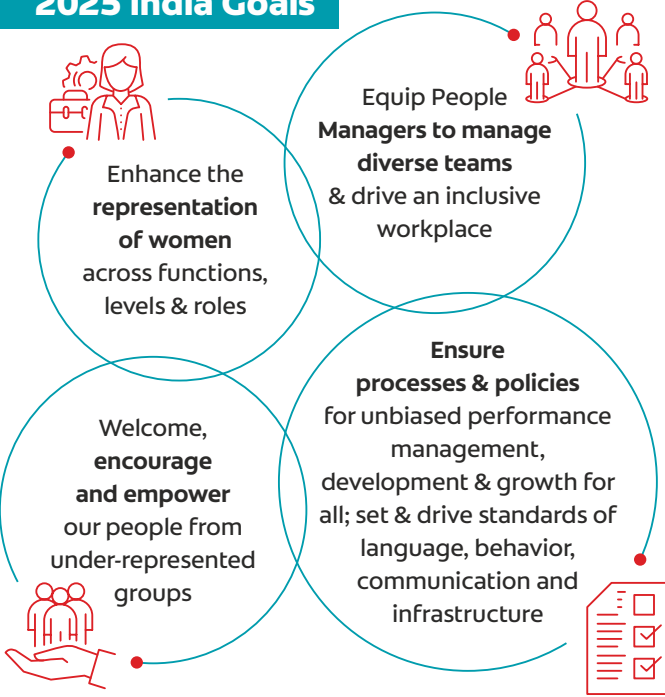 2025 India Goals
Equip People
Managers to manage
diverse teams
& drive an inclusive
workplace
Enhance the
representation
of women
across functions,
levels & roles
Ensure
processes & policies
for unbiased performance
management,
development & growth for
all; set & drive standards of
language, behavior,
communication and
infrastructure
Welcome,
encourage
and empower
our people from
under-represented
groups